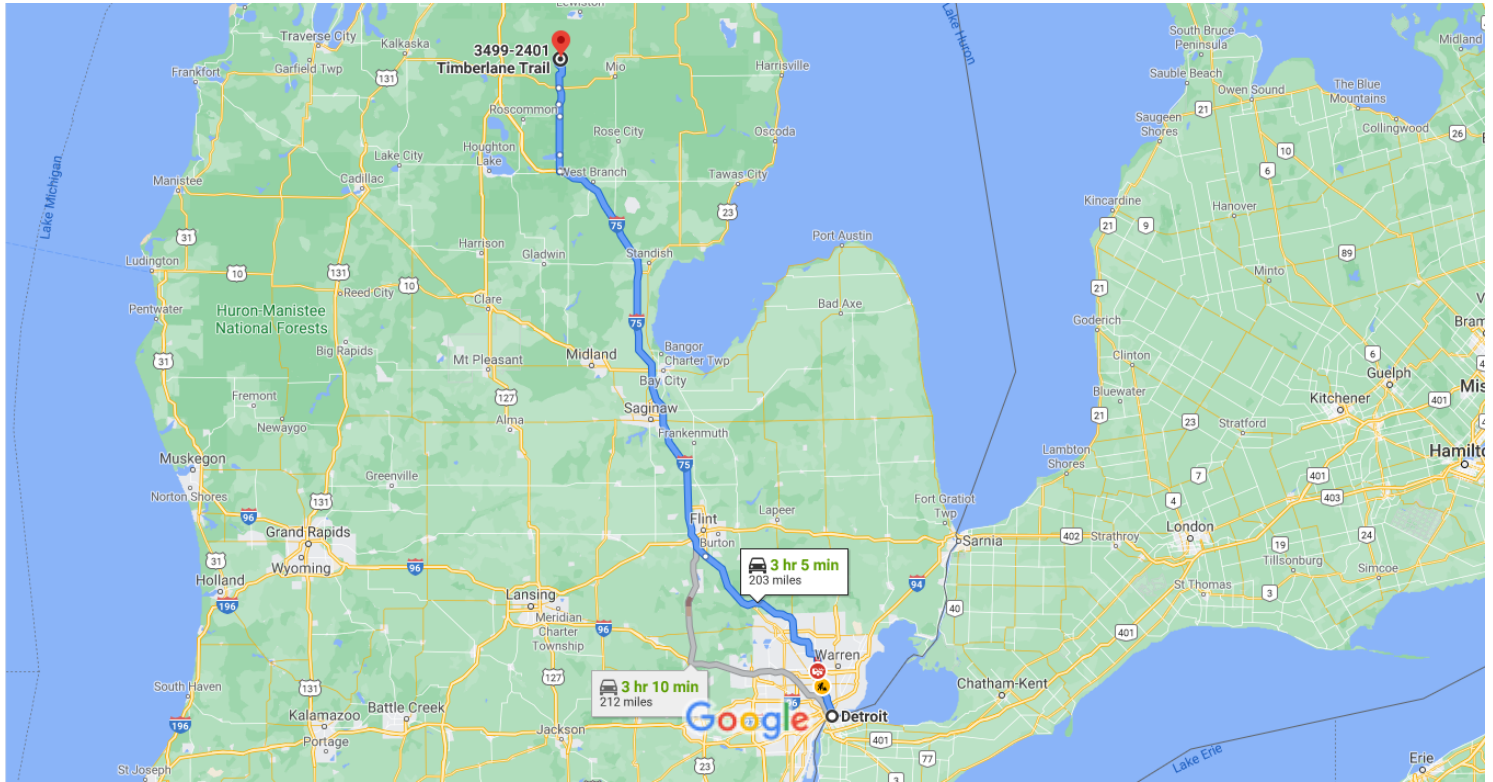 Lewiston
Traverse City
Kalkaska
3499-2401
Timberlane Trail
Garfield Twp
Mio
Frankfort
131
Harrisville
Lake Huron
South Bruce
Peninsula
Sauble Beach
Owen Sound
The Blue
Mountains
Midland
Roscommon
Rose City
Oscoda
21
Saugeen
Shores
Collingwood
26
Lake City
Houghton
Lake
10
Lake Michigan
Manistee
Cadillac
West Branch
Tawas City
6
Kincardine
Hanover
23
21
9
31
75
Harrison
Gladwin
Standish
Port Austin
89
Ludington
10
131
Reed City
10
Minto
Clare
21
Pentwater
Huron-Manistee
National Forests
Bad Axe
75
Goderich
Bram
Big Rapids
31
Mt Pleasant
Midland
Bangor
Charter Twp
Clinton
6
Guelph
Bay City
Mis
127
Bluewater
Kitchener
401
Fremont
Saginaw
21
Newaygo
Alma
Frankenmuth
23
Stratford
Hamilto
Muskegon
75
Lambton
Shores
Greenville
7
401
Norton Shores
131
403
96
Lapeer
Fort Gratiot
Twp
4
Grand Rapids
Flint
London
Burton
Sarnia
402
Strathroy
19
24
31
Wyoming
Tillsonburg
3 hr 5 min
203 miles
96
Simcoe
Holland
94
St Thomas
3
196
Lansing
40
Meridian
Charter
Township
96
401
Warren
127
3 hr 10 min
212 miles
South Haven
131
Chatham-Kent
96
Google
Detroit
196
Kalamazoo
Battle Creek
Jackson
401
Portage
23
77
Lake Erie
St Joseph
3
Erie